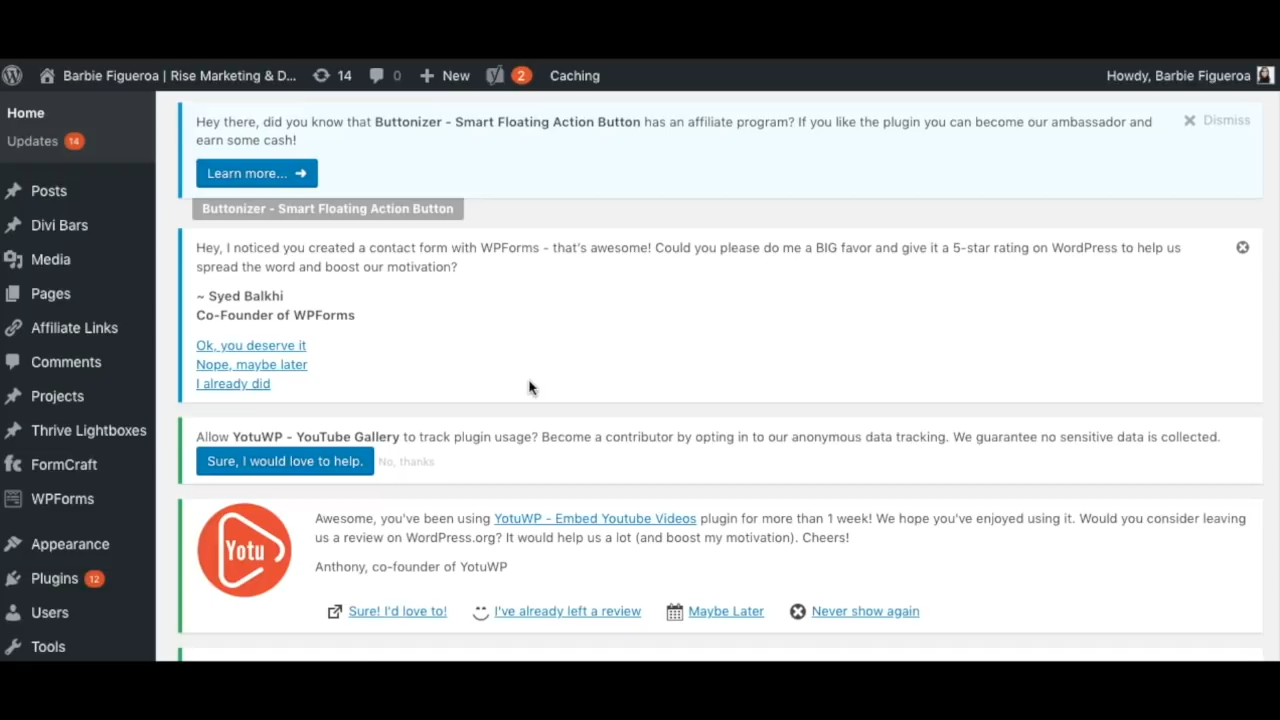 Barbie Figueroa | Rise Marketing & D... 14 0 New 2 Caching Howdy, Barbie Figueroa
Home
Updates 14
Posts
Divi Bars
Media
Pages
Affiliate Links
Comments
Projects
Thrive Lightboxes
FormCraft
WPForms
Appearance
Plugins 12
Users
Tools
Hey there, did you know that Buttonizer - Smart Floating Action Button has an affiliate program? If you like the plugin you can become our ambassador and
earn some cash!
Dismiss
Learn more...
Buttonizer - Smart Floating Action Button
Hey, I noticed you created a contact form with WPForms - that's awesome! Could you please do me a BIG favor and give it a 5-star rating on WordPress to help us
spread the word and boost our motivation?
~ Syed Balkhi
Co-Founder of WPForms
Ok, you deserve it
Nope, maybe later
I already did
Allow YotuWP - YouTube Gallery to track plugin usage? Become a contributor by opting in to our anonymous data tracking. We guarantee no sensitive data is collected.
Sure, I would love to help. No, thanks
Yotu
Awesome, you've been using YotuWP - Embed Youtube Videos plugin for more than 1 week! We hope you've enjoyed using it. Would you consider leaving
us a review on WordPress.org? It would help us a lot (and boost my motivation). Cheers!
Anthony, co-founder of YotuWP
Sure! I'd love to! I've already left a review Maybe Later Never show again